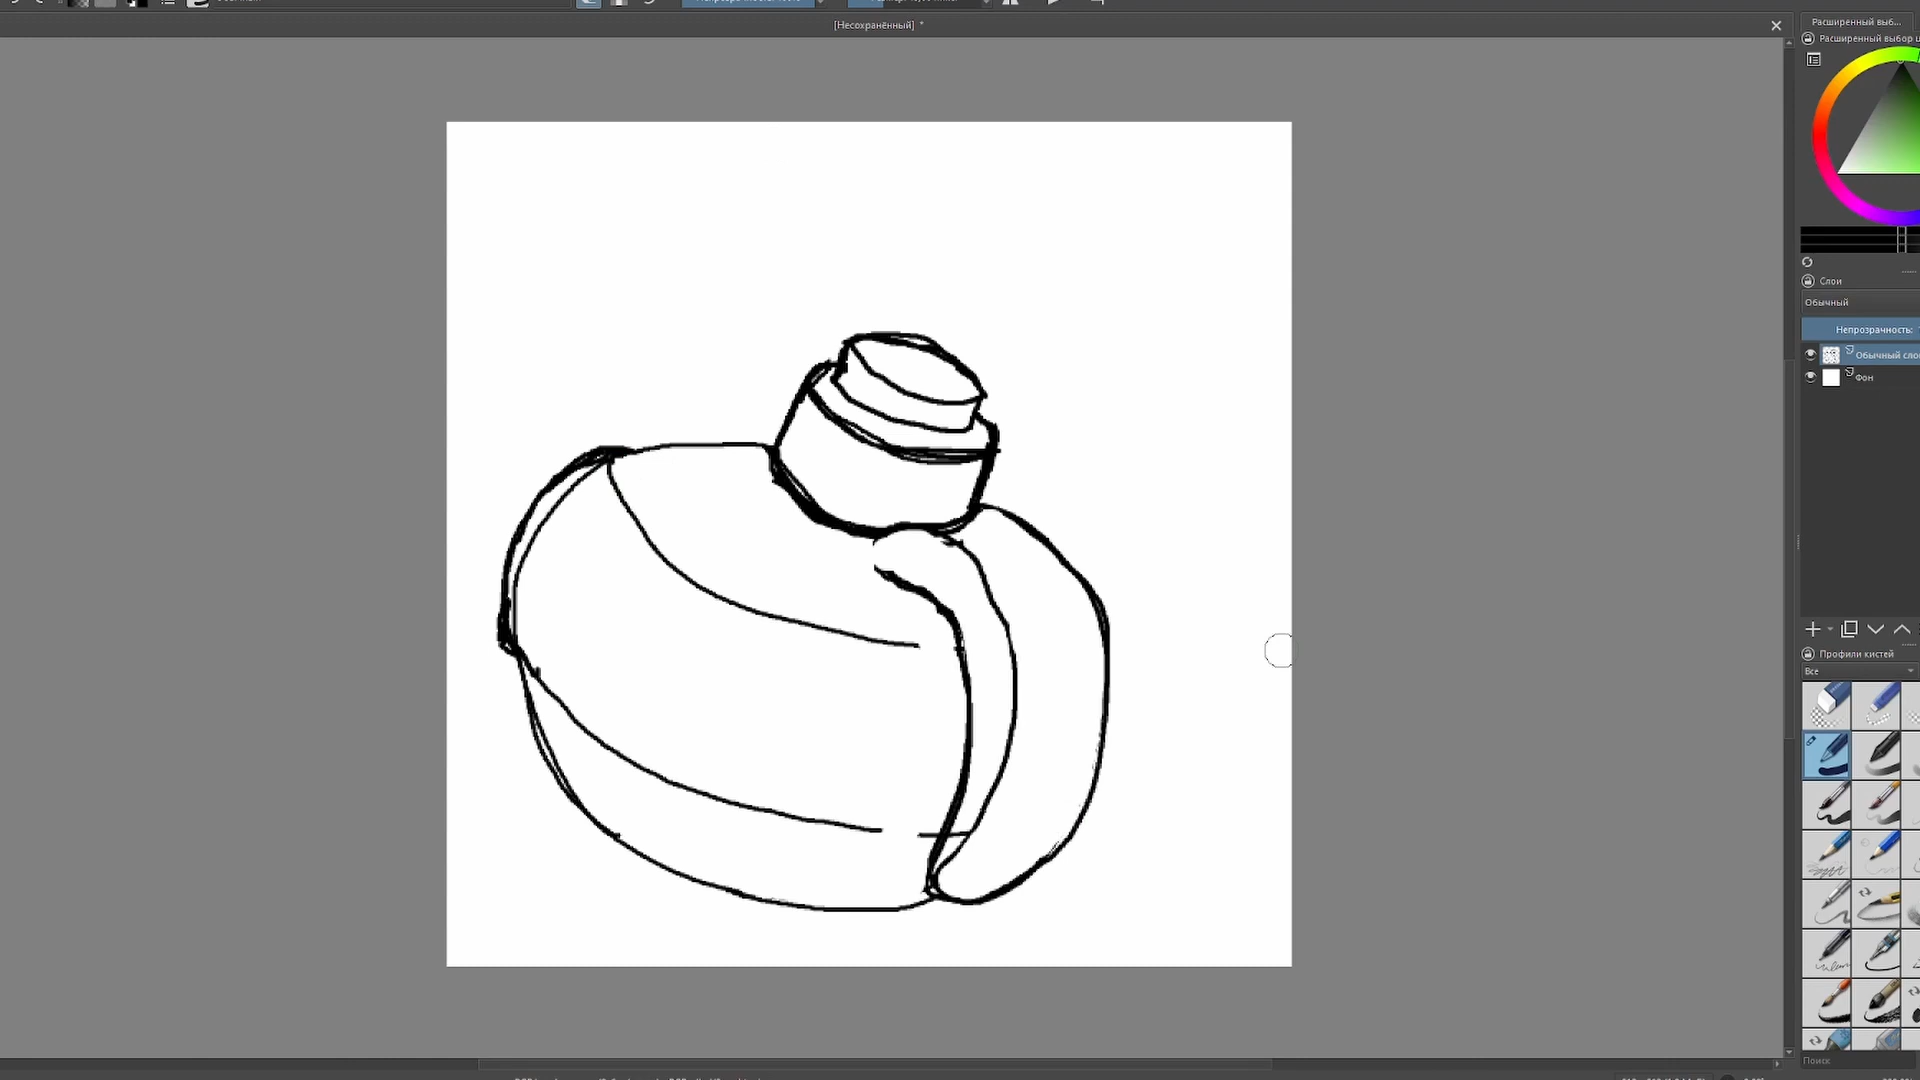 [Несохранённый] *
Расширенный выб...
Расширенный выбор ц
Слои
Обычный
Непрозрачность:
Обычный сло
Фон
Профили кистей
Все
Поиск